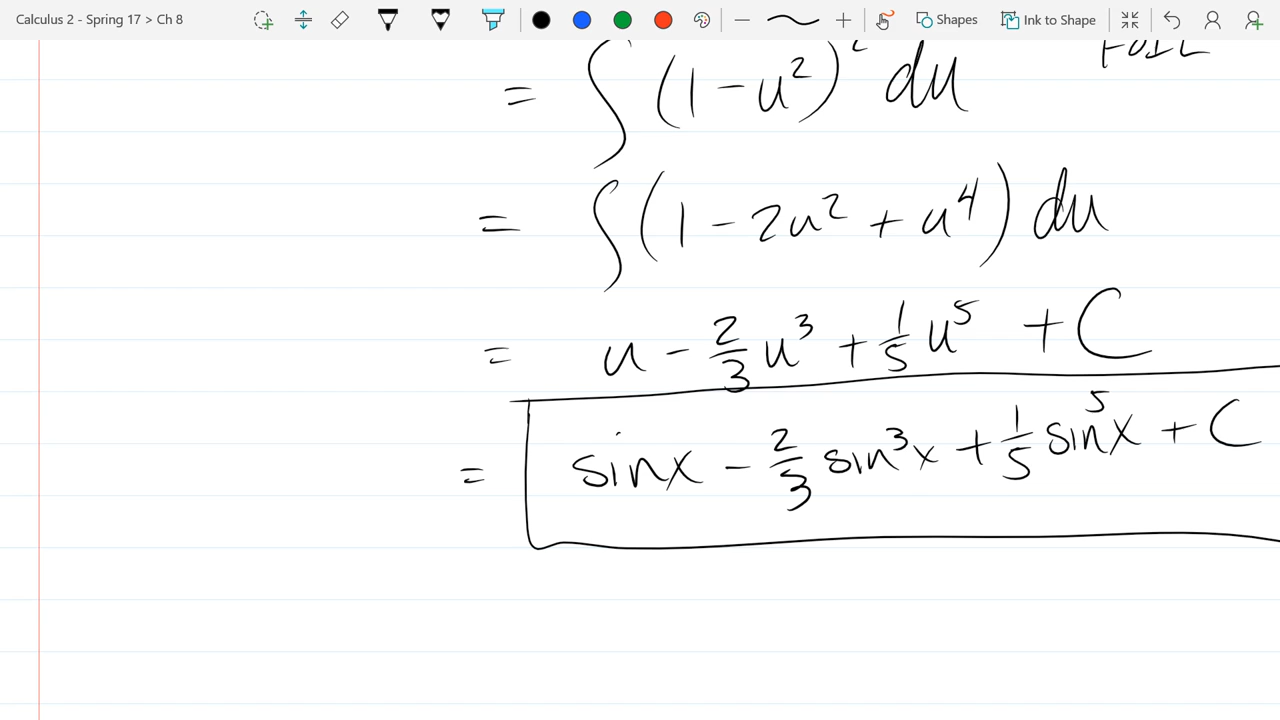 Calculus 2 - Spring 17 > Ch 8
Shapes
Ink to Shape
FOIL
= ∫ (1 - u²)² du
= ∫ (1 - 2u² + u⁴) du
= u - 2/3 u³ + 1/5 u⁵ + C
= sin x - 2/3 sin³x + 1/5 sin⁵x + C